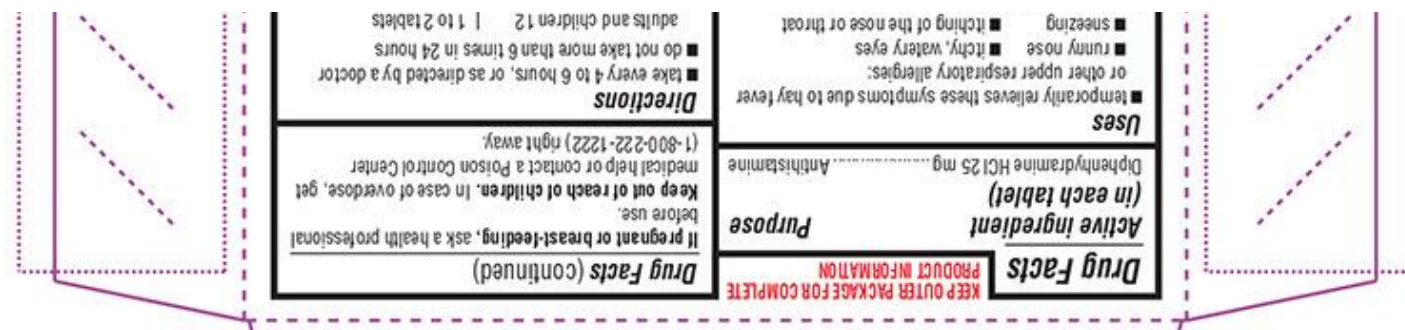 Drug Facts
KEEP OUTER PACKAGE FOR COMPLETE
PRODUCT INFORMATION
Active ingredient
(in each tablet)
Purpose
Diphenhydramine HCl 25 mg....................Antihistamine
Uses
■ temporarily relieves these symptoms due to hay fever
or other upper respiratory allergies:
■ runny nose ■ itchy, watery eyes
■ sneezing ■ itching of the nose or throat
Drug Facts (continued)
If pregnant or breast-feeding, ask a health professional
before use.
Keep out of reach of children. In case of overdose, get
medical help or contact a Poison Control Center
(1-800-222-1222) right away.
Directions
■ take every 4 to 6 hours, or as directed by a doctor
■ do not take more than 6 times in 24 hours
adults and children 12 | 1 to 2 tablets